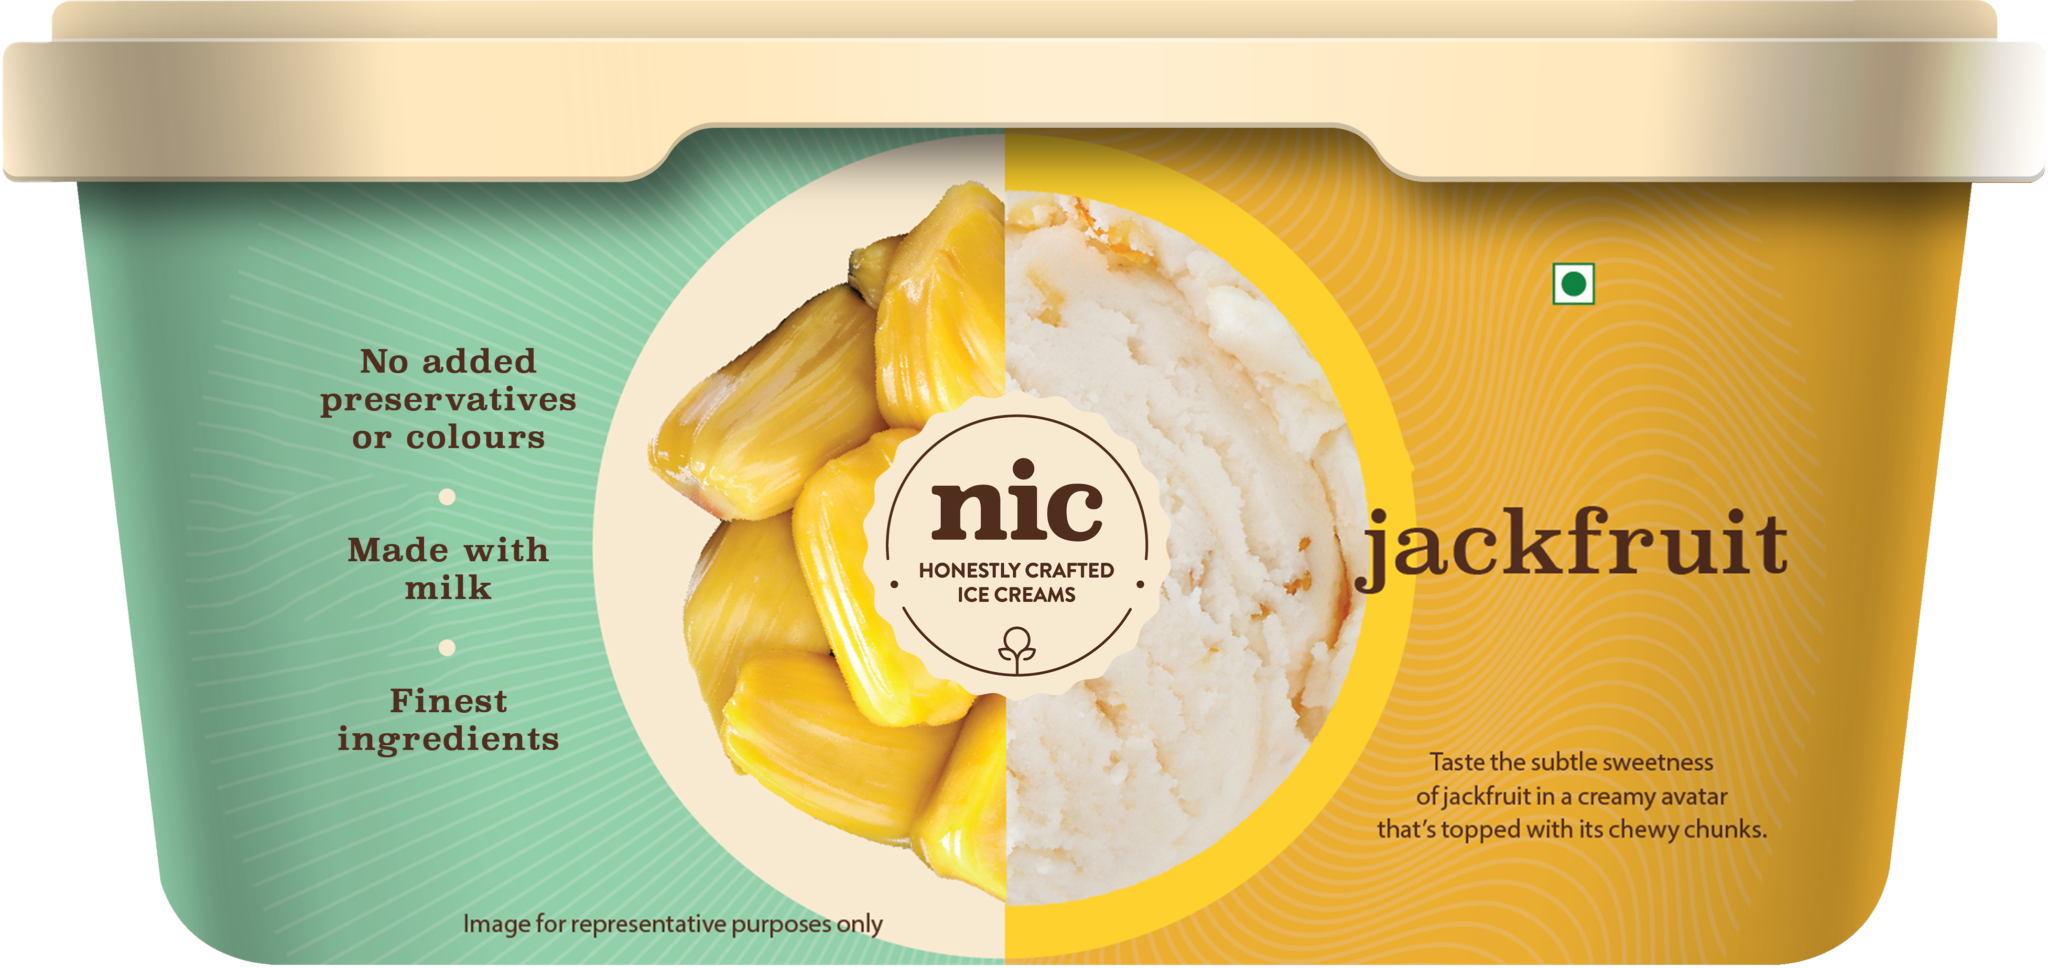 No added
preservatives
or colours
Made with
milk
Finest
ingredients
Image for representative purposes only
nic
HONESTLY CRAFTED
ICE CREAMS
jackfruit
Taste the subtle sweetness
of jackfruit in a creamy avatar
that's topped with its chewy chunks.